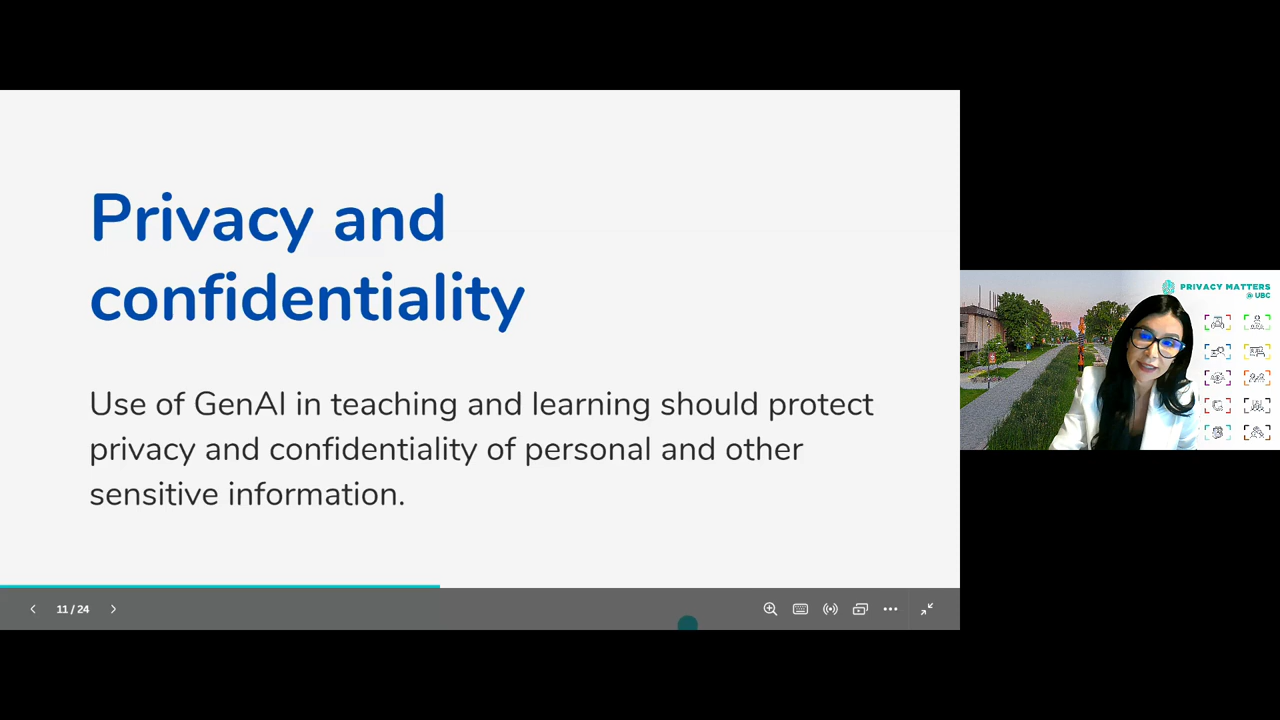 Privacy and
confidentiality
Use of GenAI in teaching and learning should protect
privacy and confidentiality of personal and other
sensitive information.
11 / 24
PRIVACY MATTERS
@ UBC